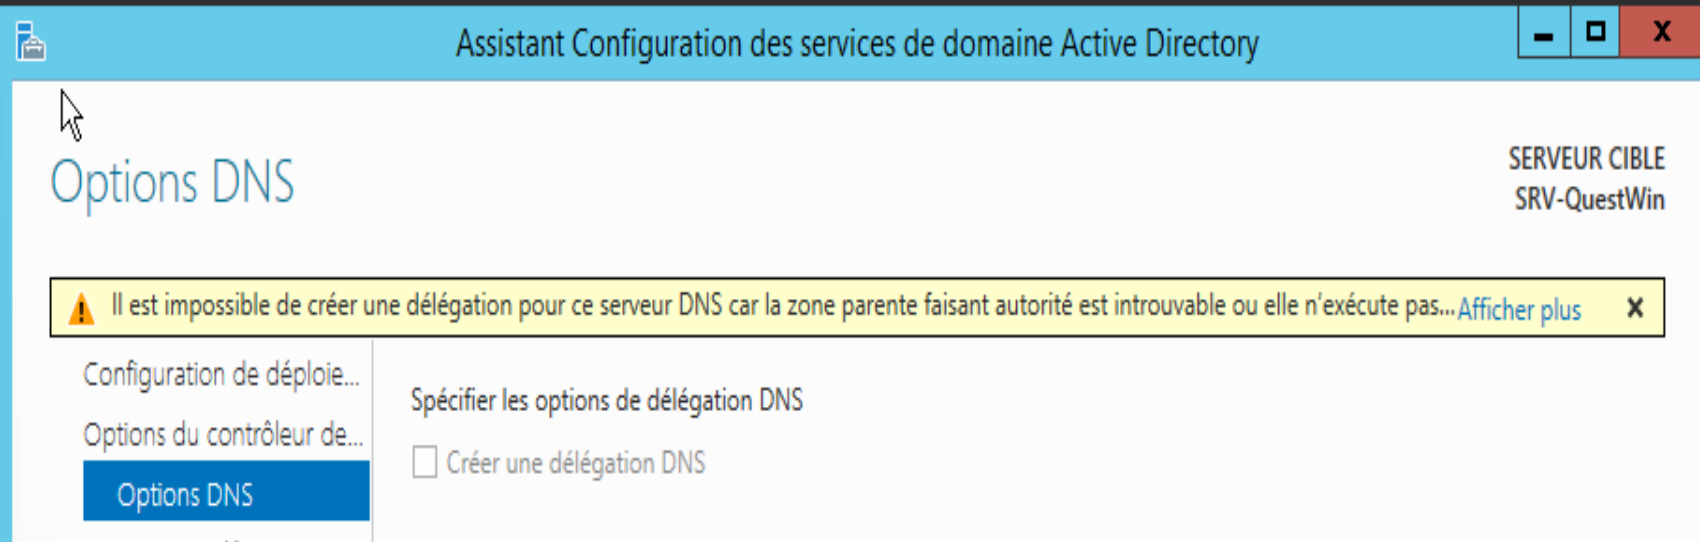 Assistant Configuration des services de domaine Active Directory
Options DNS
SERVEUR CIBLE
SRV-QuestWin
Il est impossible de créer une délégation pour ce serveur DNS car la zone parente faisant autorité est introuvable ou elle n'exécute pas... Afficher plus
Configuration de déploie...
Options du contrôleur de...
Options DNS
Spécifier les options de délégation DNS
Créer une délégation DNS